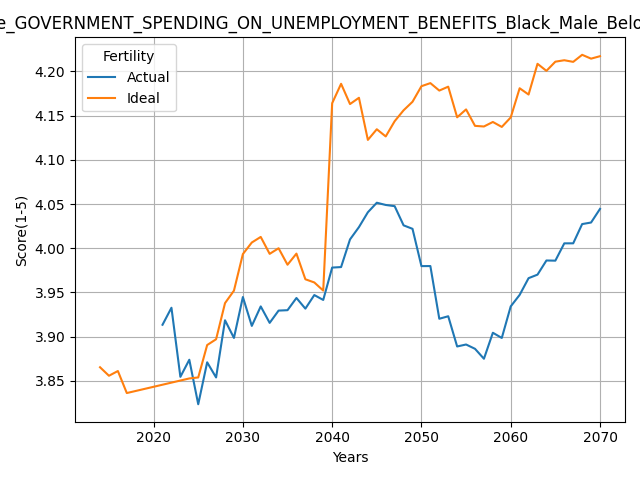 e_GOVERNMENT_SPENDING_ON_UNEMPLOYMENT_BENEFITS_Black_Male_Belo
Fertility
Actual
Ideal
4.20
4.15
4.10
4.05
4.00
3.95
3.90
3.85
Score(1-5)
2020 2030 2040 2050 2060 2070
Years